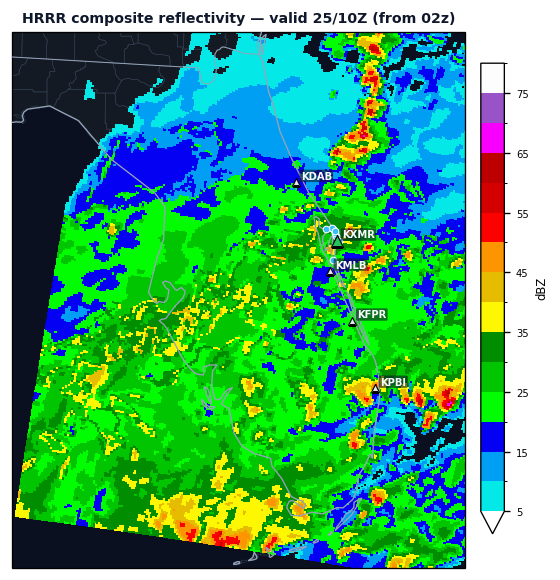 HRRR composite reflectivity — valid 25/10Z (from 02z)
KDAB
KXMR
KMLB
KFPR
KPBI
75
65
55
45
35
25
15
5
dBZ